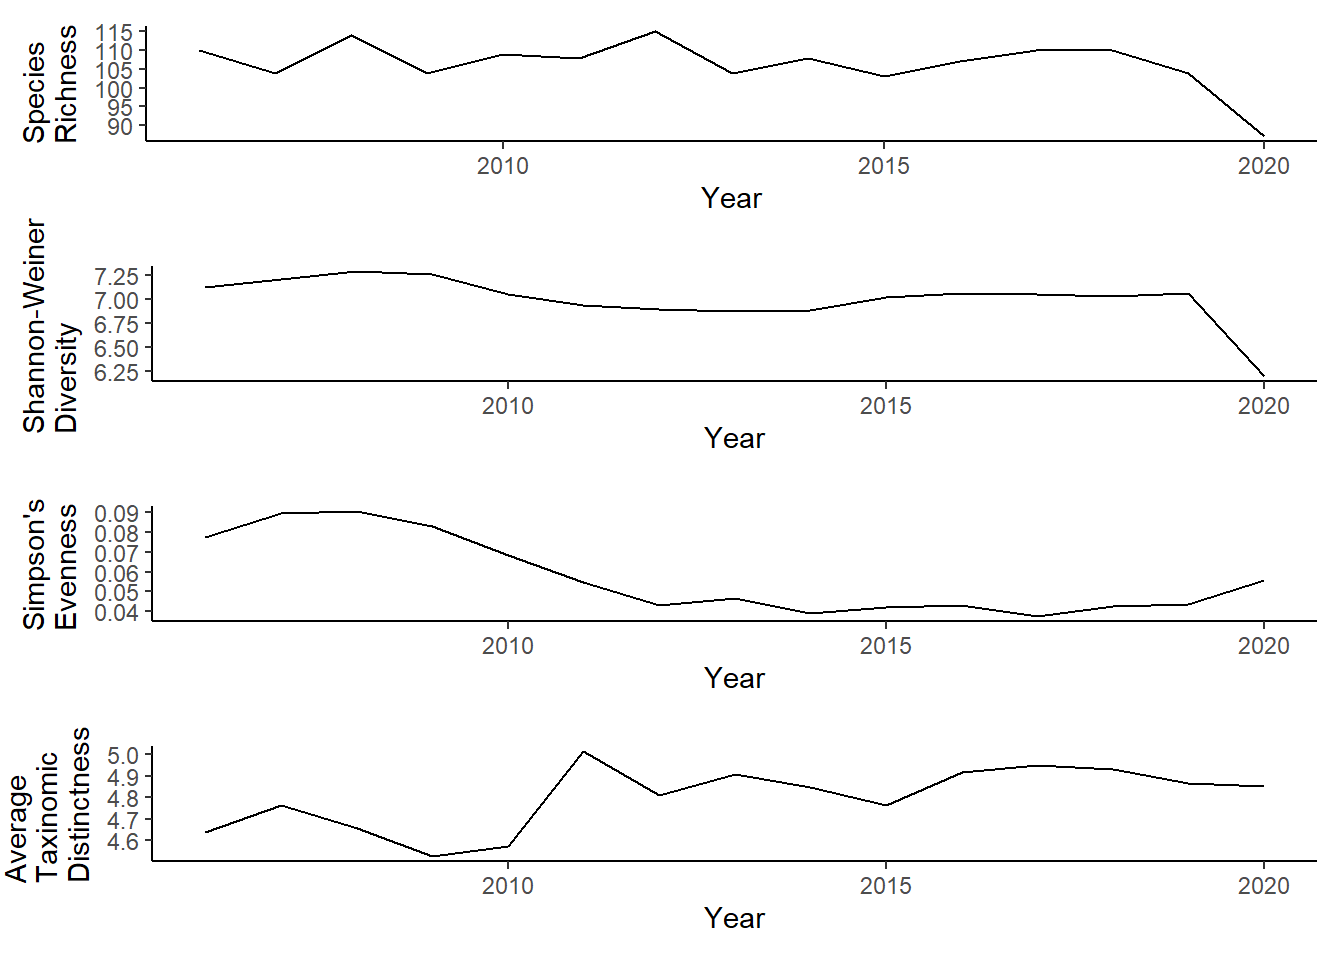 Species
Richness
115
110
105
100
95
90
2010
2015
2020
Year
Shannon-Weiner
Diversity
7.25
7.00
6.75
6.50
6.25
2010
2015
2020
Year
Simpson's
Evenness
0.09
0.08
0.07
0.06
0.05
0.04
2010
2015
2020
Year
Average
Taxinomic
Distinctness
5.0
4.9
4.8
4.7
4.6
2010
2015
2020
Year